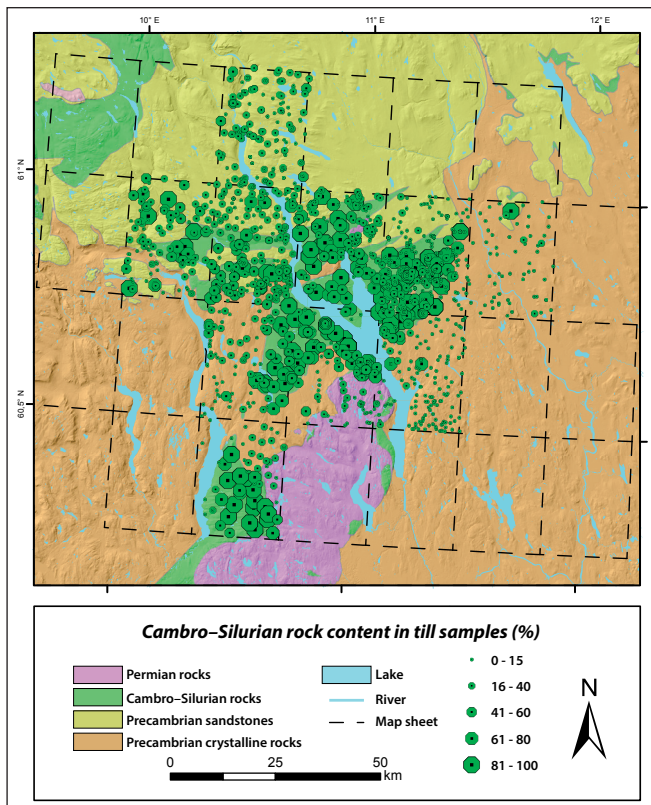 10° E 11° E 12° E
61° N
60.5° N
Cambro–Silurian rock content in till samples (%)
Permian rocks
Cambro–Silurian rocks
Precambrian sandstones
Precambrian crystalline rocks
Lake
River
Map sheet
0 - 15
16 - 40
41 - 60
61 - 80
81 - 100
N
0 25 50
km